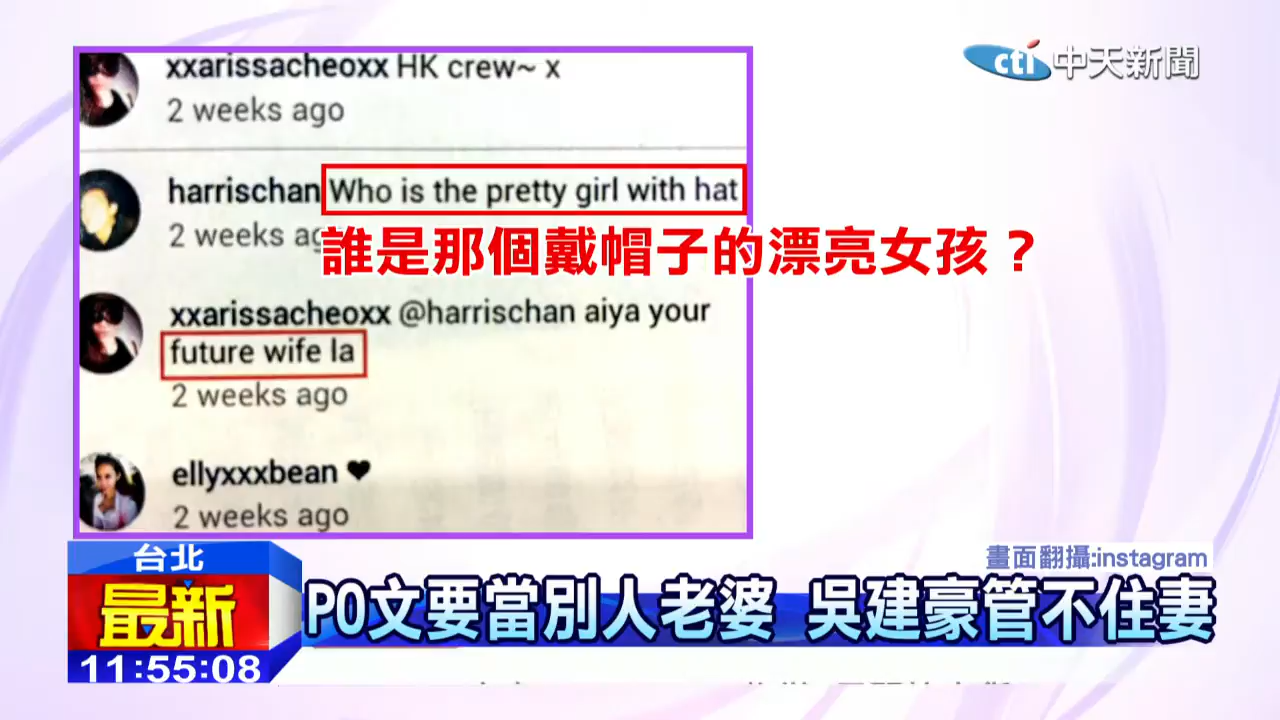 xxarissacheoxx HK crew~ x
2 weeks ago
cti 中天新聞
harrischan Who is the pretty girl with hat
2 weeks ag
誰是那個戴帽子的漂亮女孩？
xxarissacheoxx @harrischan aiya your
future wife la
2 weeks ago
ellyxxxbean ♥
2 weeks ago
畫面翻攝:instagram
台北
最新
11:55:08
PO文要當別人老婆 吳建豪管不住妻